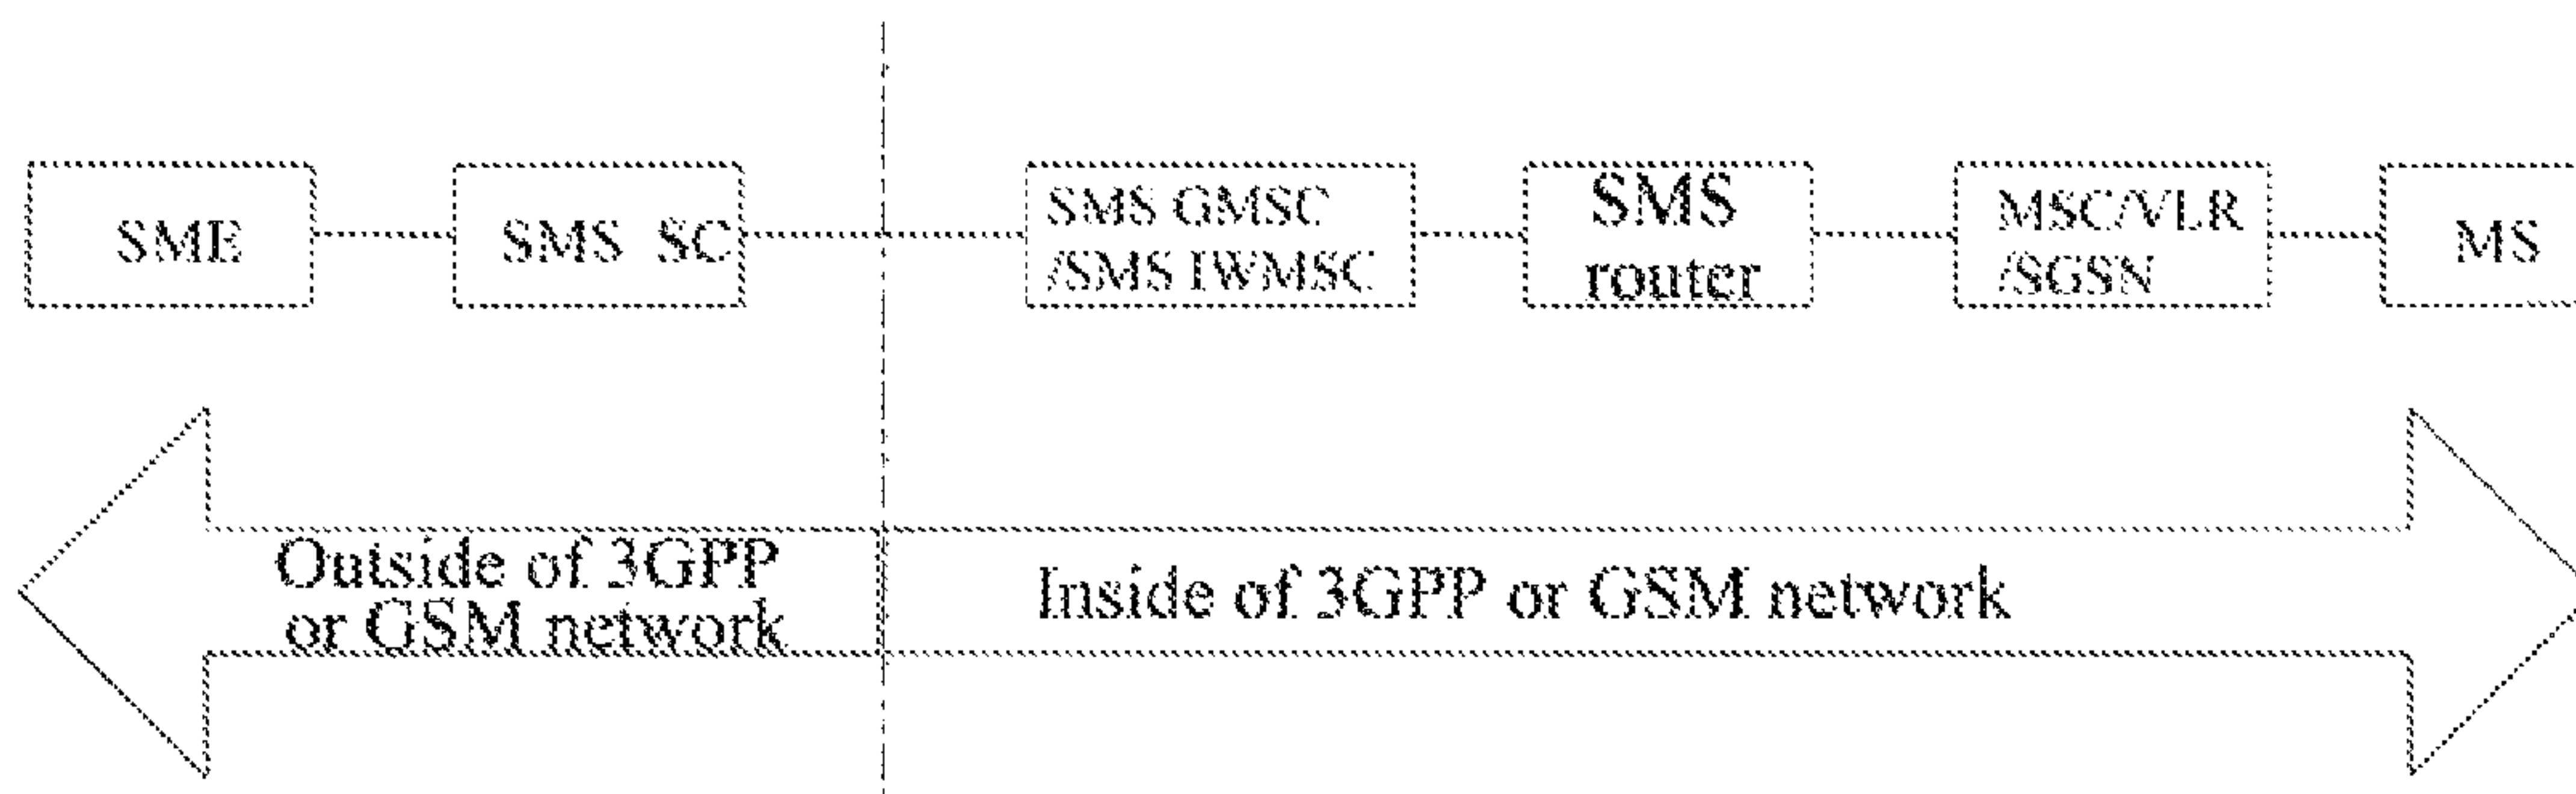 SME
SMS SC
SMS GMSC
/SMS IWMSC
SMS
router
MSC/VLR
/SGSN
MS
Outside of 3GPP
or GSM network
Inside of 3GPP or GSM network